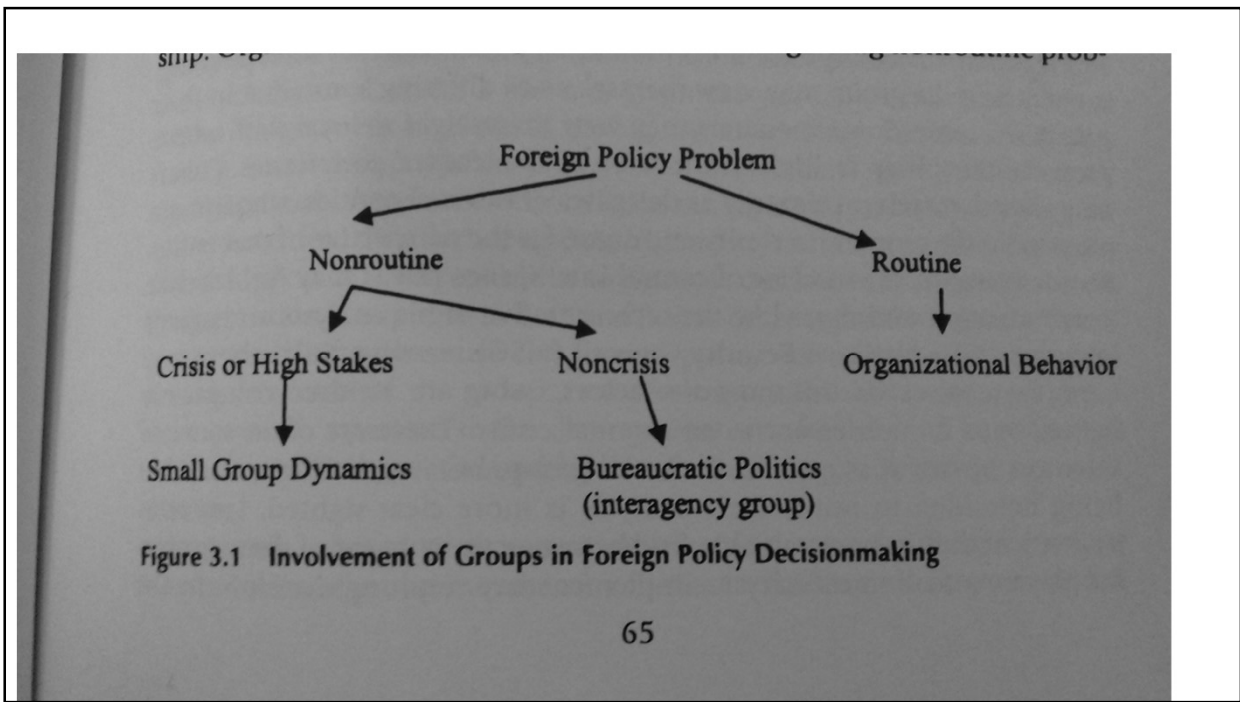 Foreign Policy Problem
Nonroutine Routine
Crisis or High Stakes Noncrisis Organizational Behavior
Small Group Dynamics Bureaucratic Politics
(interagency group)
Figure 3.1 Involvement of Groups in Foreign Policy Decisionmaking
65